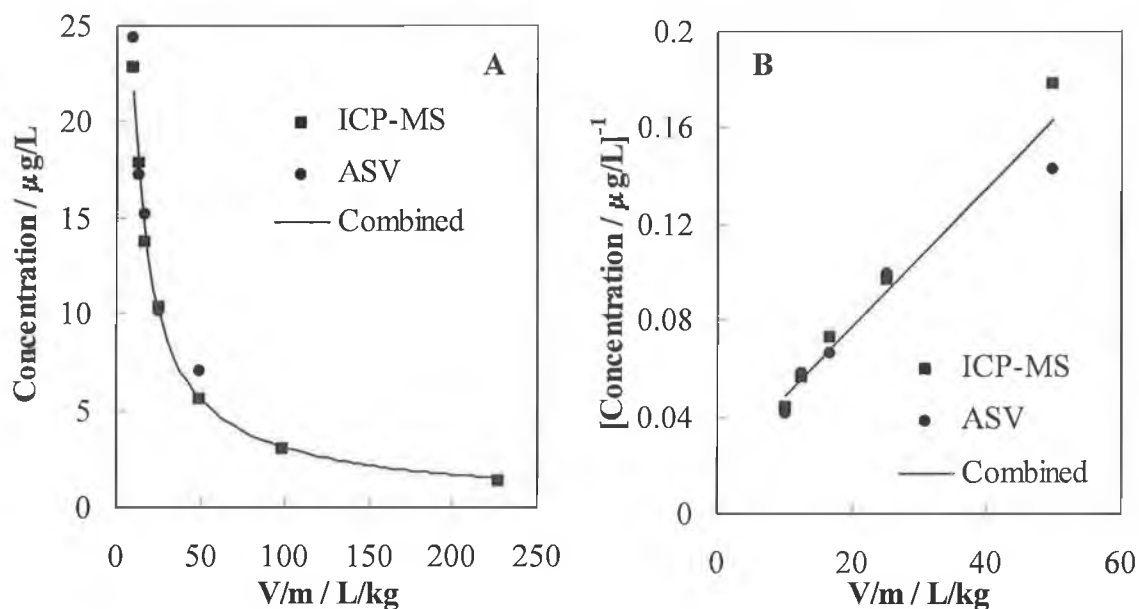 A
25
20
15
10
5
0
Concentration / μg/L
ICP-MS
ASV
Combined
0 50 100 150 200 250
V/m / L/kg
B
0.2
0.16
0.12
0.08
0.04
0
[Concentration / μg/L]⁻¹
ICP-MS
ASV
Combined
0 20 40 60
V/m / L/kg